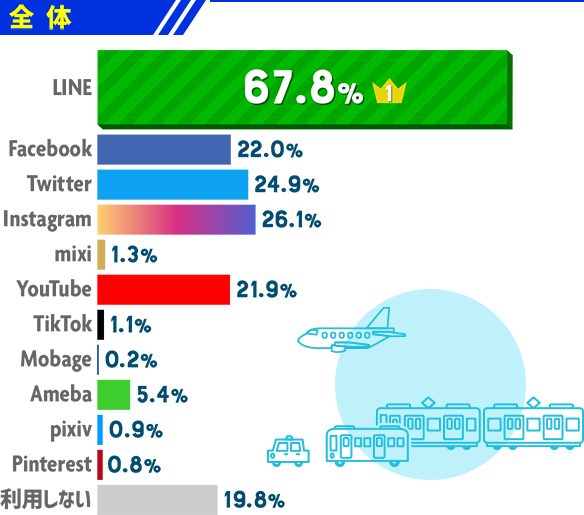 全体
LINE 67.8% 1
Facebook 22.0%
Twitter 24.9%
Instagram 26.1%
mixi 1.3%
YouTube 21.9%
TikTok 1.1%
Mobage 0.2%
Ameba 5.4%
pixiv 0.9%
Pinterest 0.8%
利用しない 19.8%